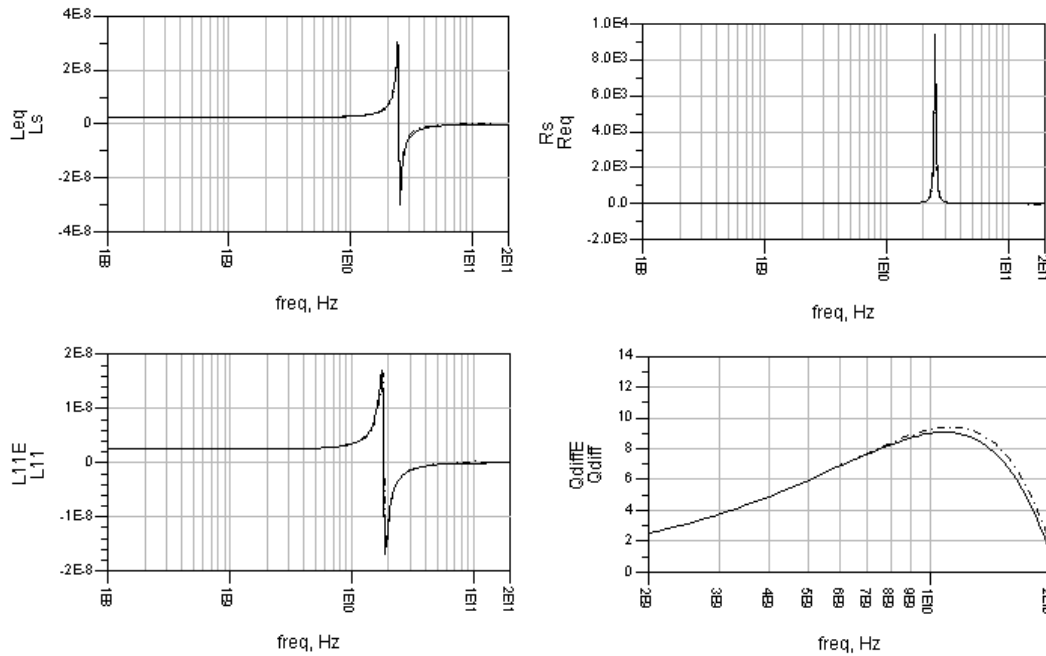 4E-8
2E-8
0
-2E-8
-4E-8
Leq
Ls
1E8
1E9
1E10
1E11
2E11
freq, Hz
1.0E4
8.0E3
6.0E3
4.0E3
2.0E3
0.0
-2.0E3
Rs
Req
1E8
1E9
1E10
1E11
2E11
freq, Hz
2E-8
1E-8
0
-1E-8
-2E-8
L11E
L11
1E8
1E9
1E10
1E11
2E11
freq, Hz
14
12
10
8
6
4
2
0
QdiffE
Qdiff
2E9
3E9
4E9
5E9
6E9
7E9
8E9
9E9
1E10
2E10
freq, Hz